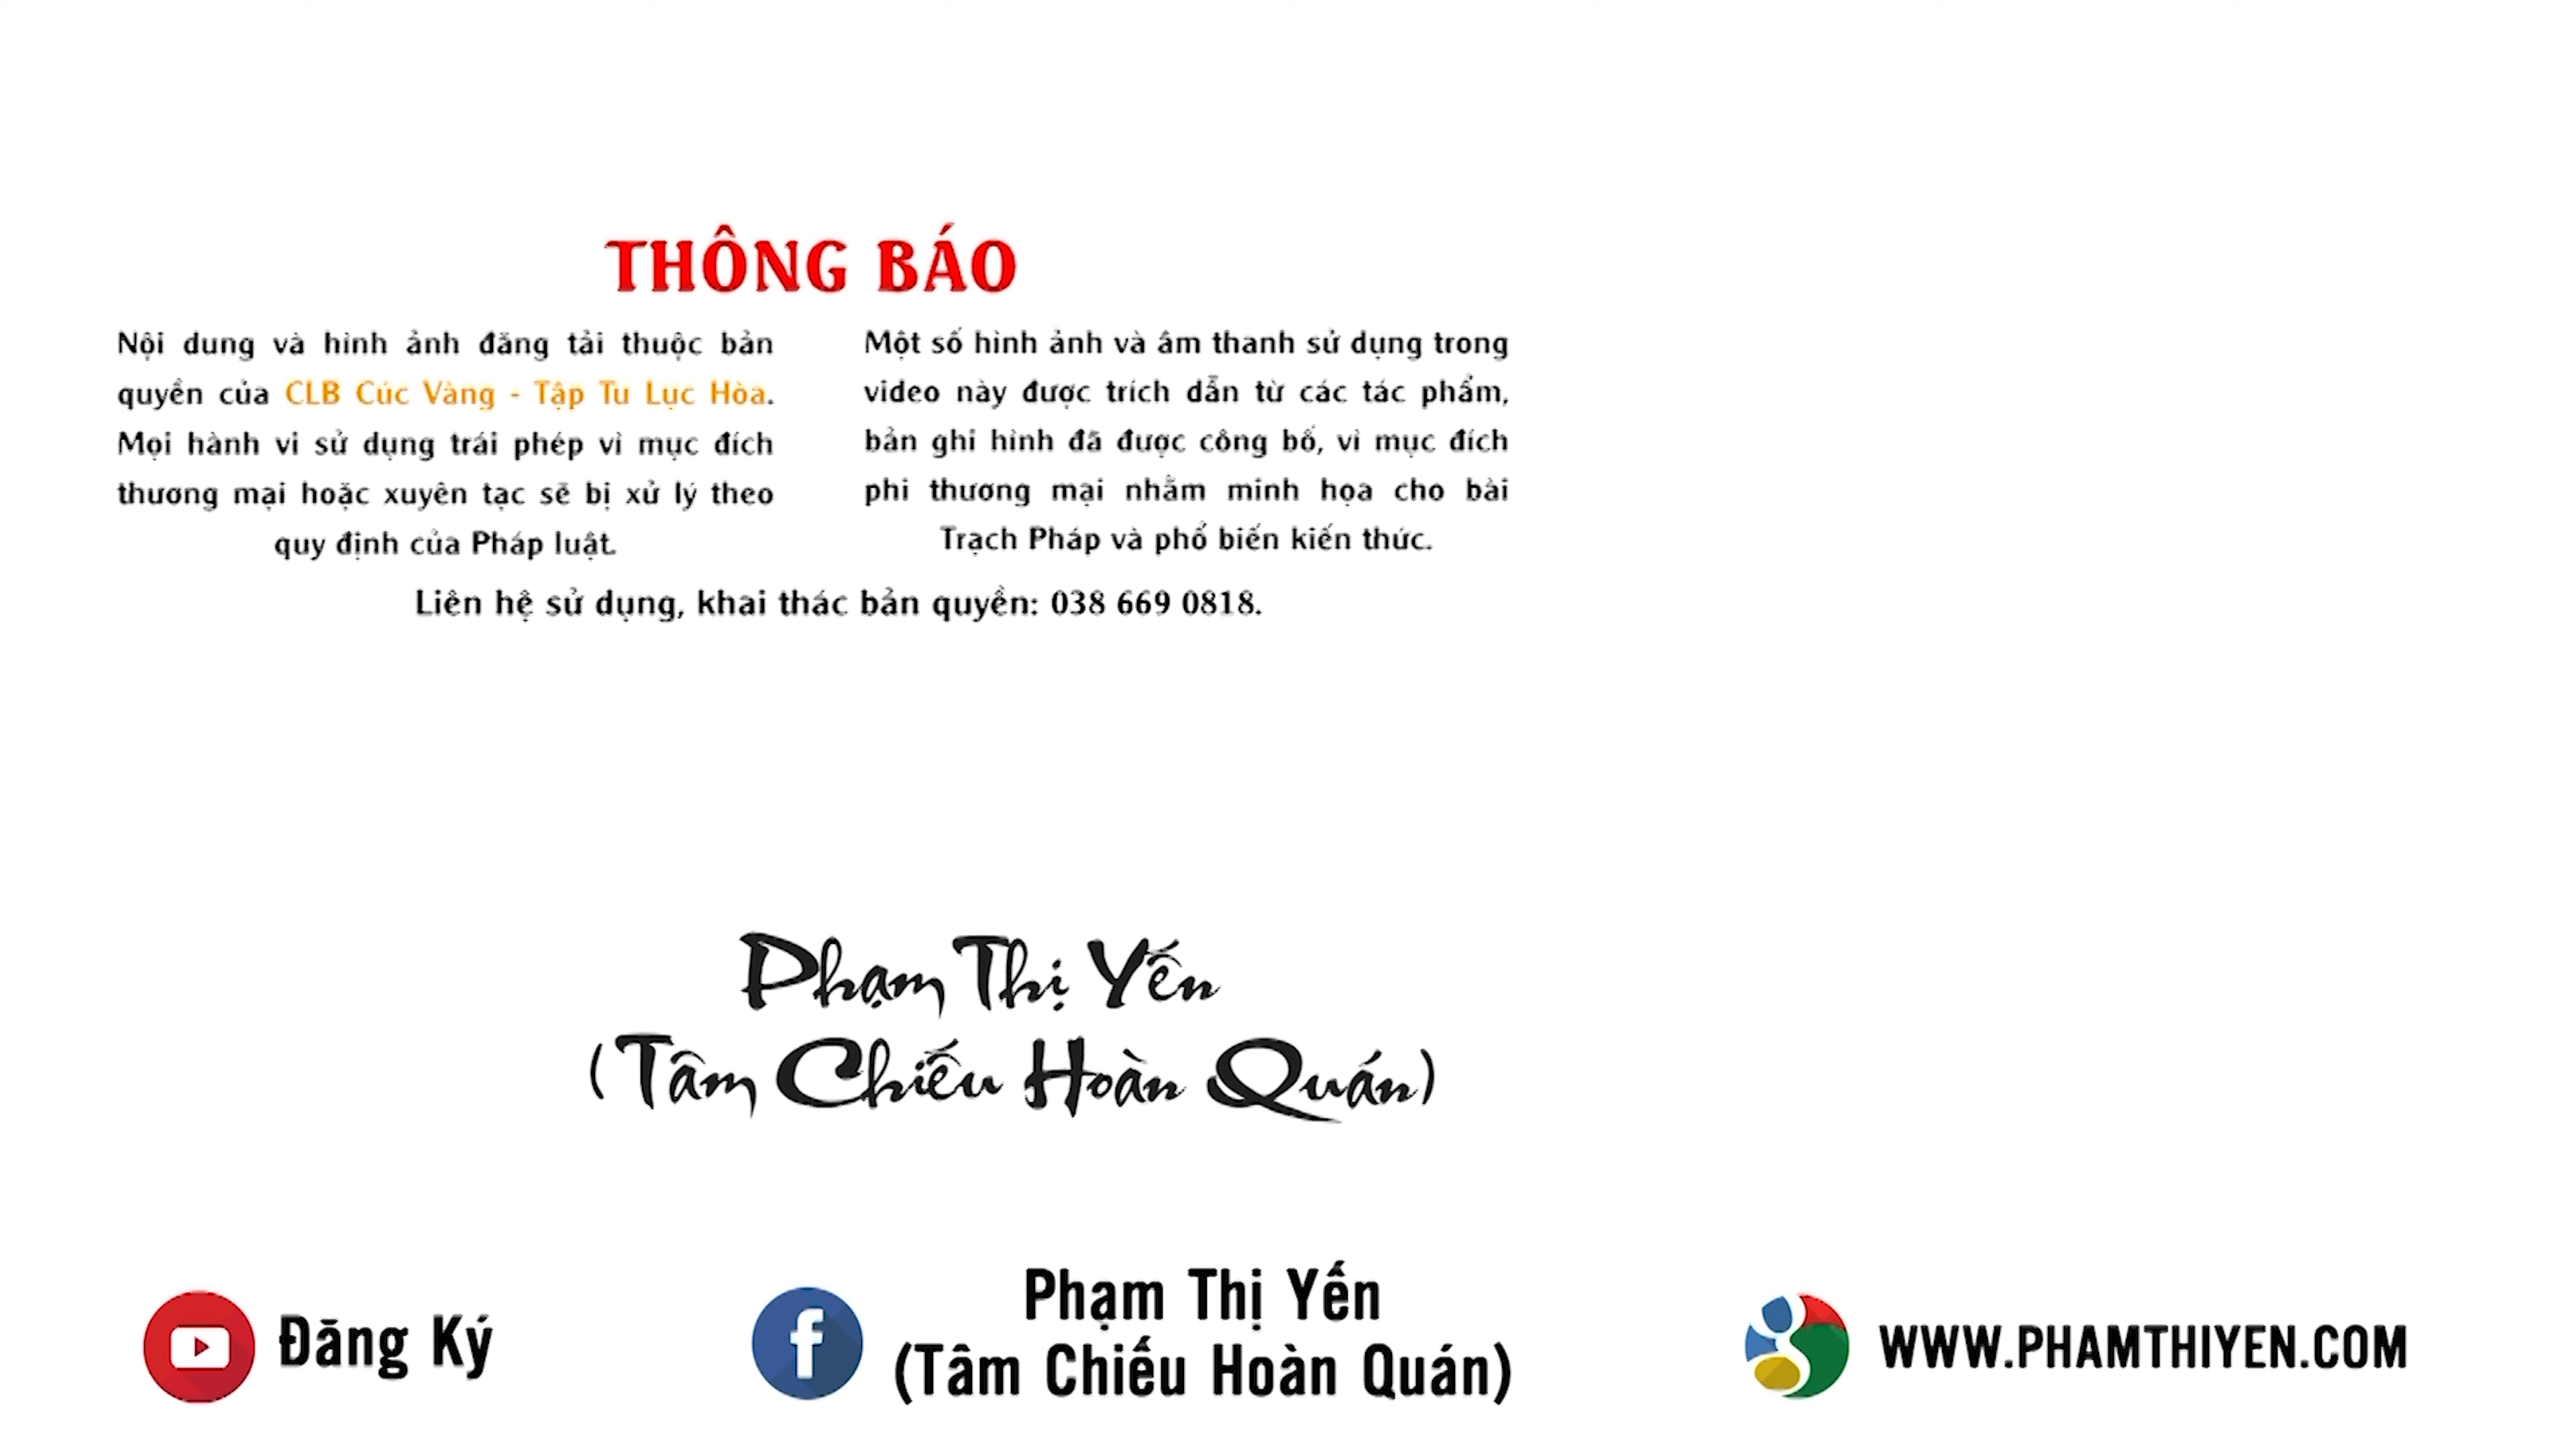 THÔNG BÁO
Nội dung và hình ảnh đăng tải thuộc bản
quyền của CLB Cúc Vàng - Tập Tu Lục Hòa.
Mọi hành vi sử dụng trái phép vì mục đích
thương mại hoặc xuyên tạc sẽ bị xử lý theo
quy định của Pháp luật.
Một số hình ảnh và âm thanh sử dụng trong
video này được trích dẫn từ các tác phẩm,
bản ghi hình đã được công bố, vì mục đích
phi thương mại nhằm minh họa cho bài
Trạch Pháp và phổ biến kiến thức.
Liên hệ sử dụng, khai thác bản quyền: 038 669 0818.
Phạm Thị Yến
(Tâm Chiếu Hoàn Quán)
Đăng Ký
Phạm Thị Yến
(Tâm Chiếu Hoàn Quán)
WWW.PHAMTHIYEN.COM